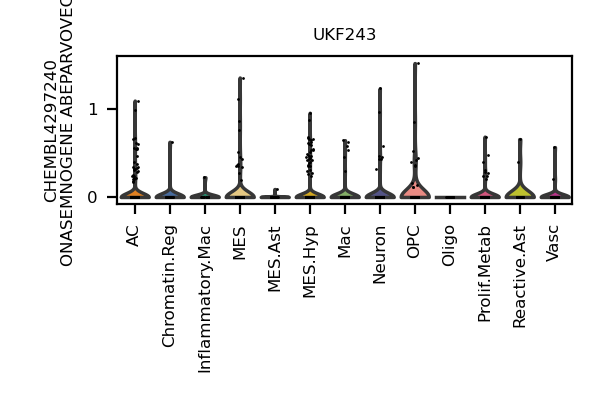 UKF243
CHEMBL4297240
ONASEMNOGENE ABEPARVOVEC
1
0
AC
Chromatin.Reg
Inflammatory.Mac
MES
MES.Ast
MES.Hyp
Mac
Neuron
OPC
Oligo
Prolif.Metab
Reactive.Ast
Vasc